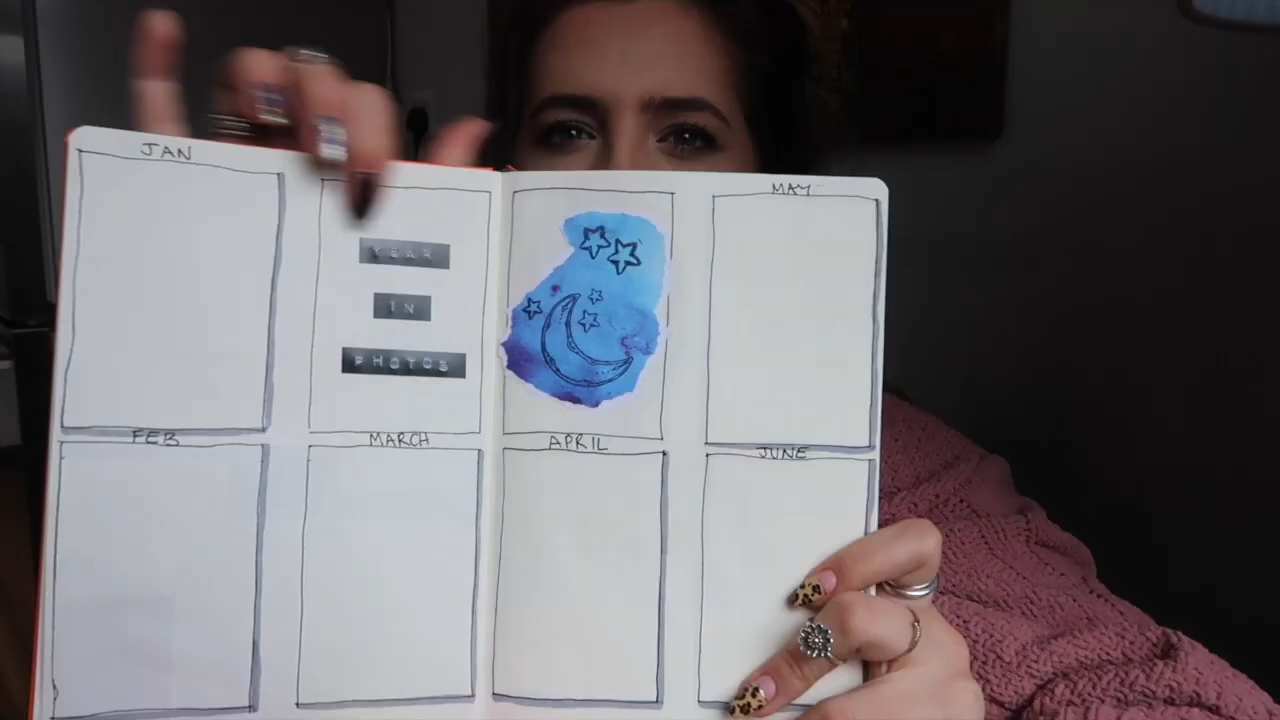 JAN
YEAR
IN
PHOTOS
MAY
FEB
MARCH
APRIL
JUNE